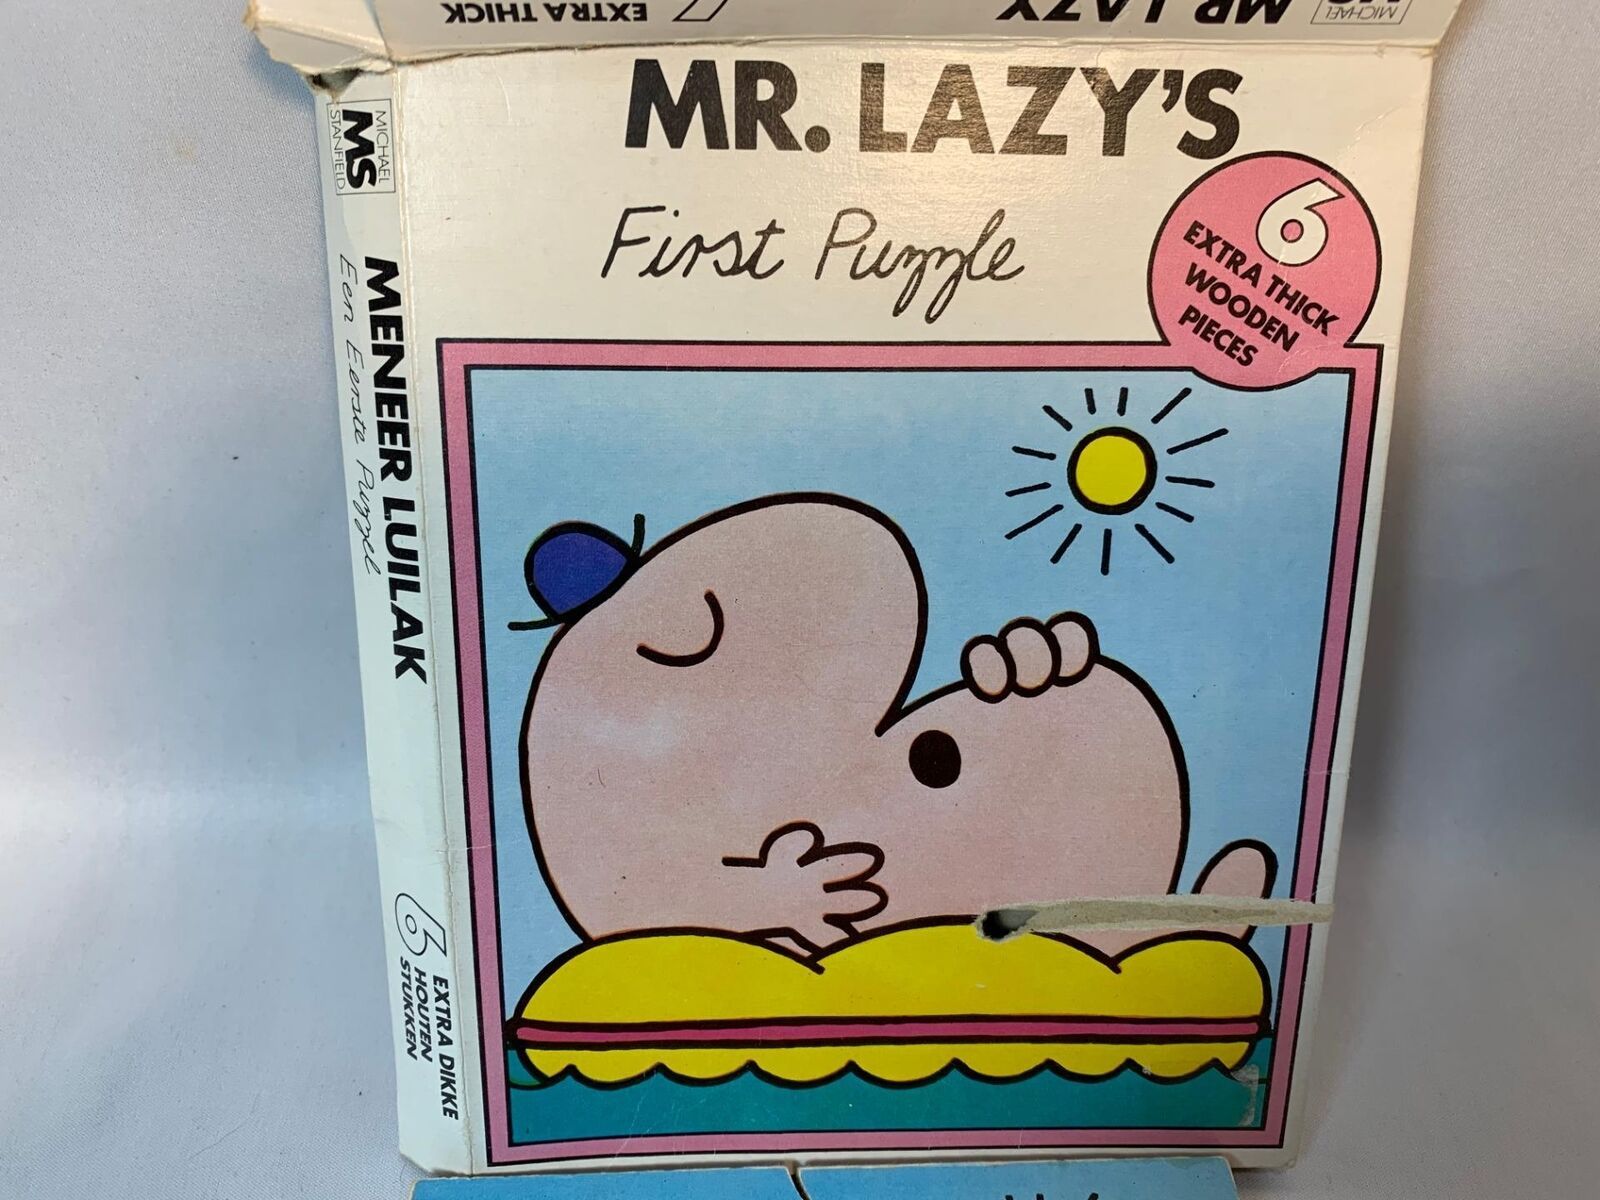 EXTRA THICK
MR. LAZY
MICHAEL
MR. LAZY'S
First Puzzle
6
EXTRA THICK
WOODEN
PIECES
MICHAEL
MS
STANFIELD
MENEER LUILAK
Een Eerste Puzzel
6
EXTRA DIKKE
HOUTEN
STUKKEN